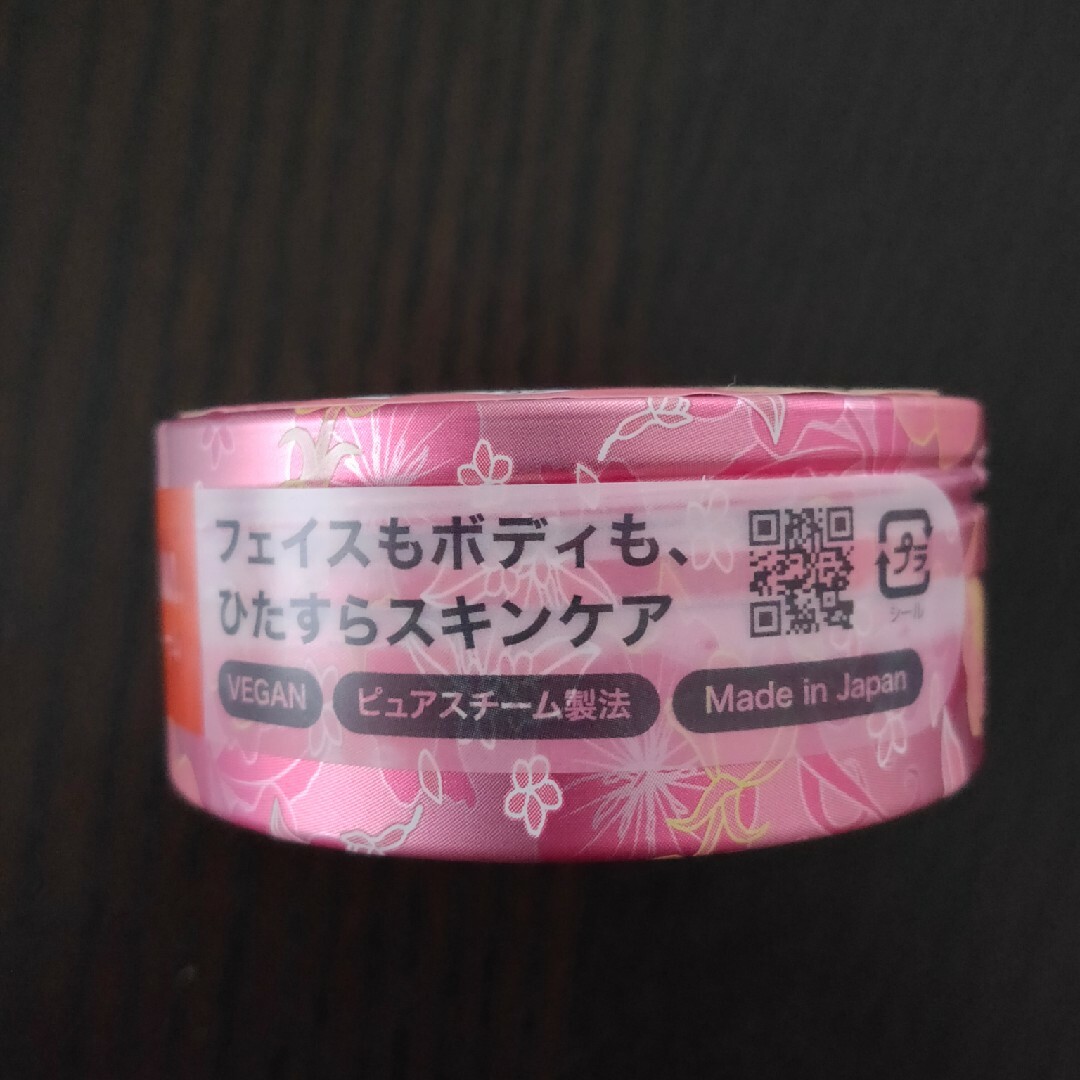 フェイスもボディも、
ひたすらスキンケア
VEGAN ピュアスチーム製法 Made in Japan
プラ
シール